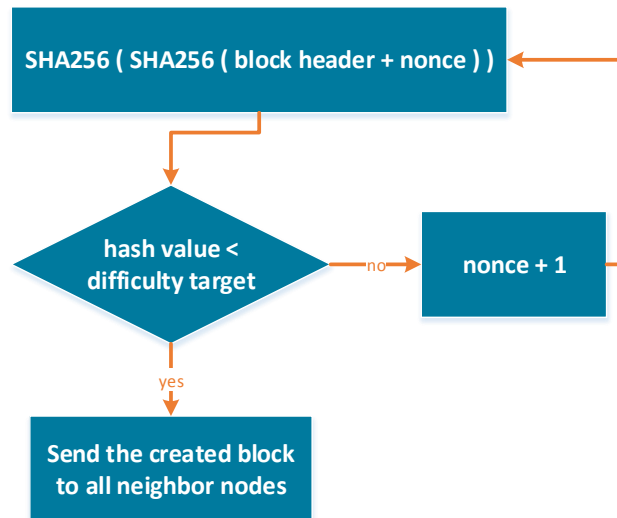 SHA256 ( SHA256 ( block header + nonce ) )
hash value <
difficulty target
no
nonce + 1
yes
Send the created block
to all neighbor nodes